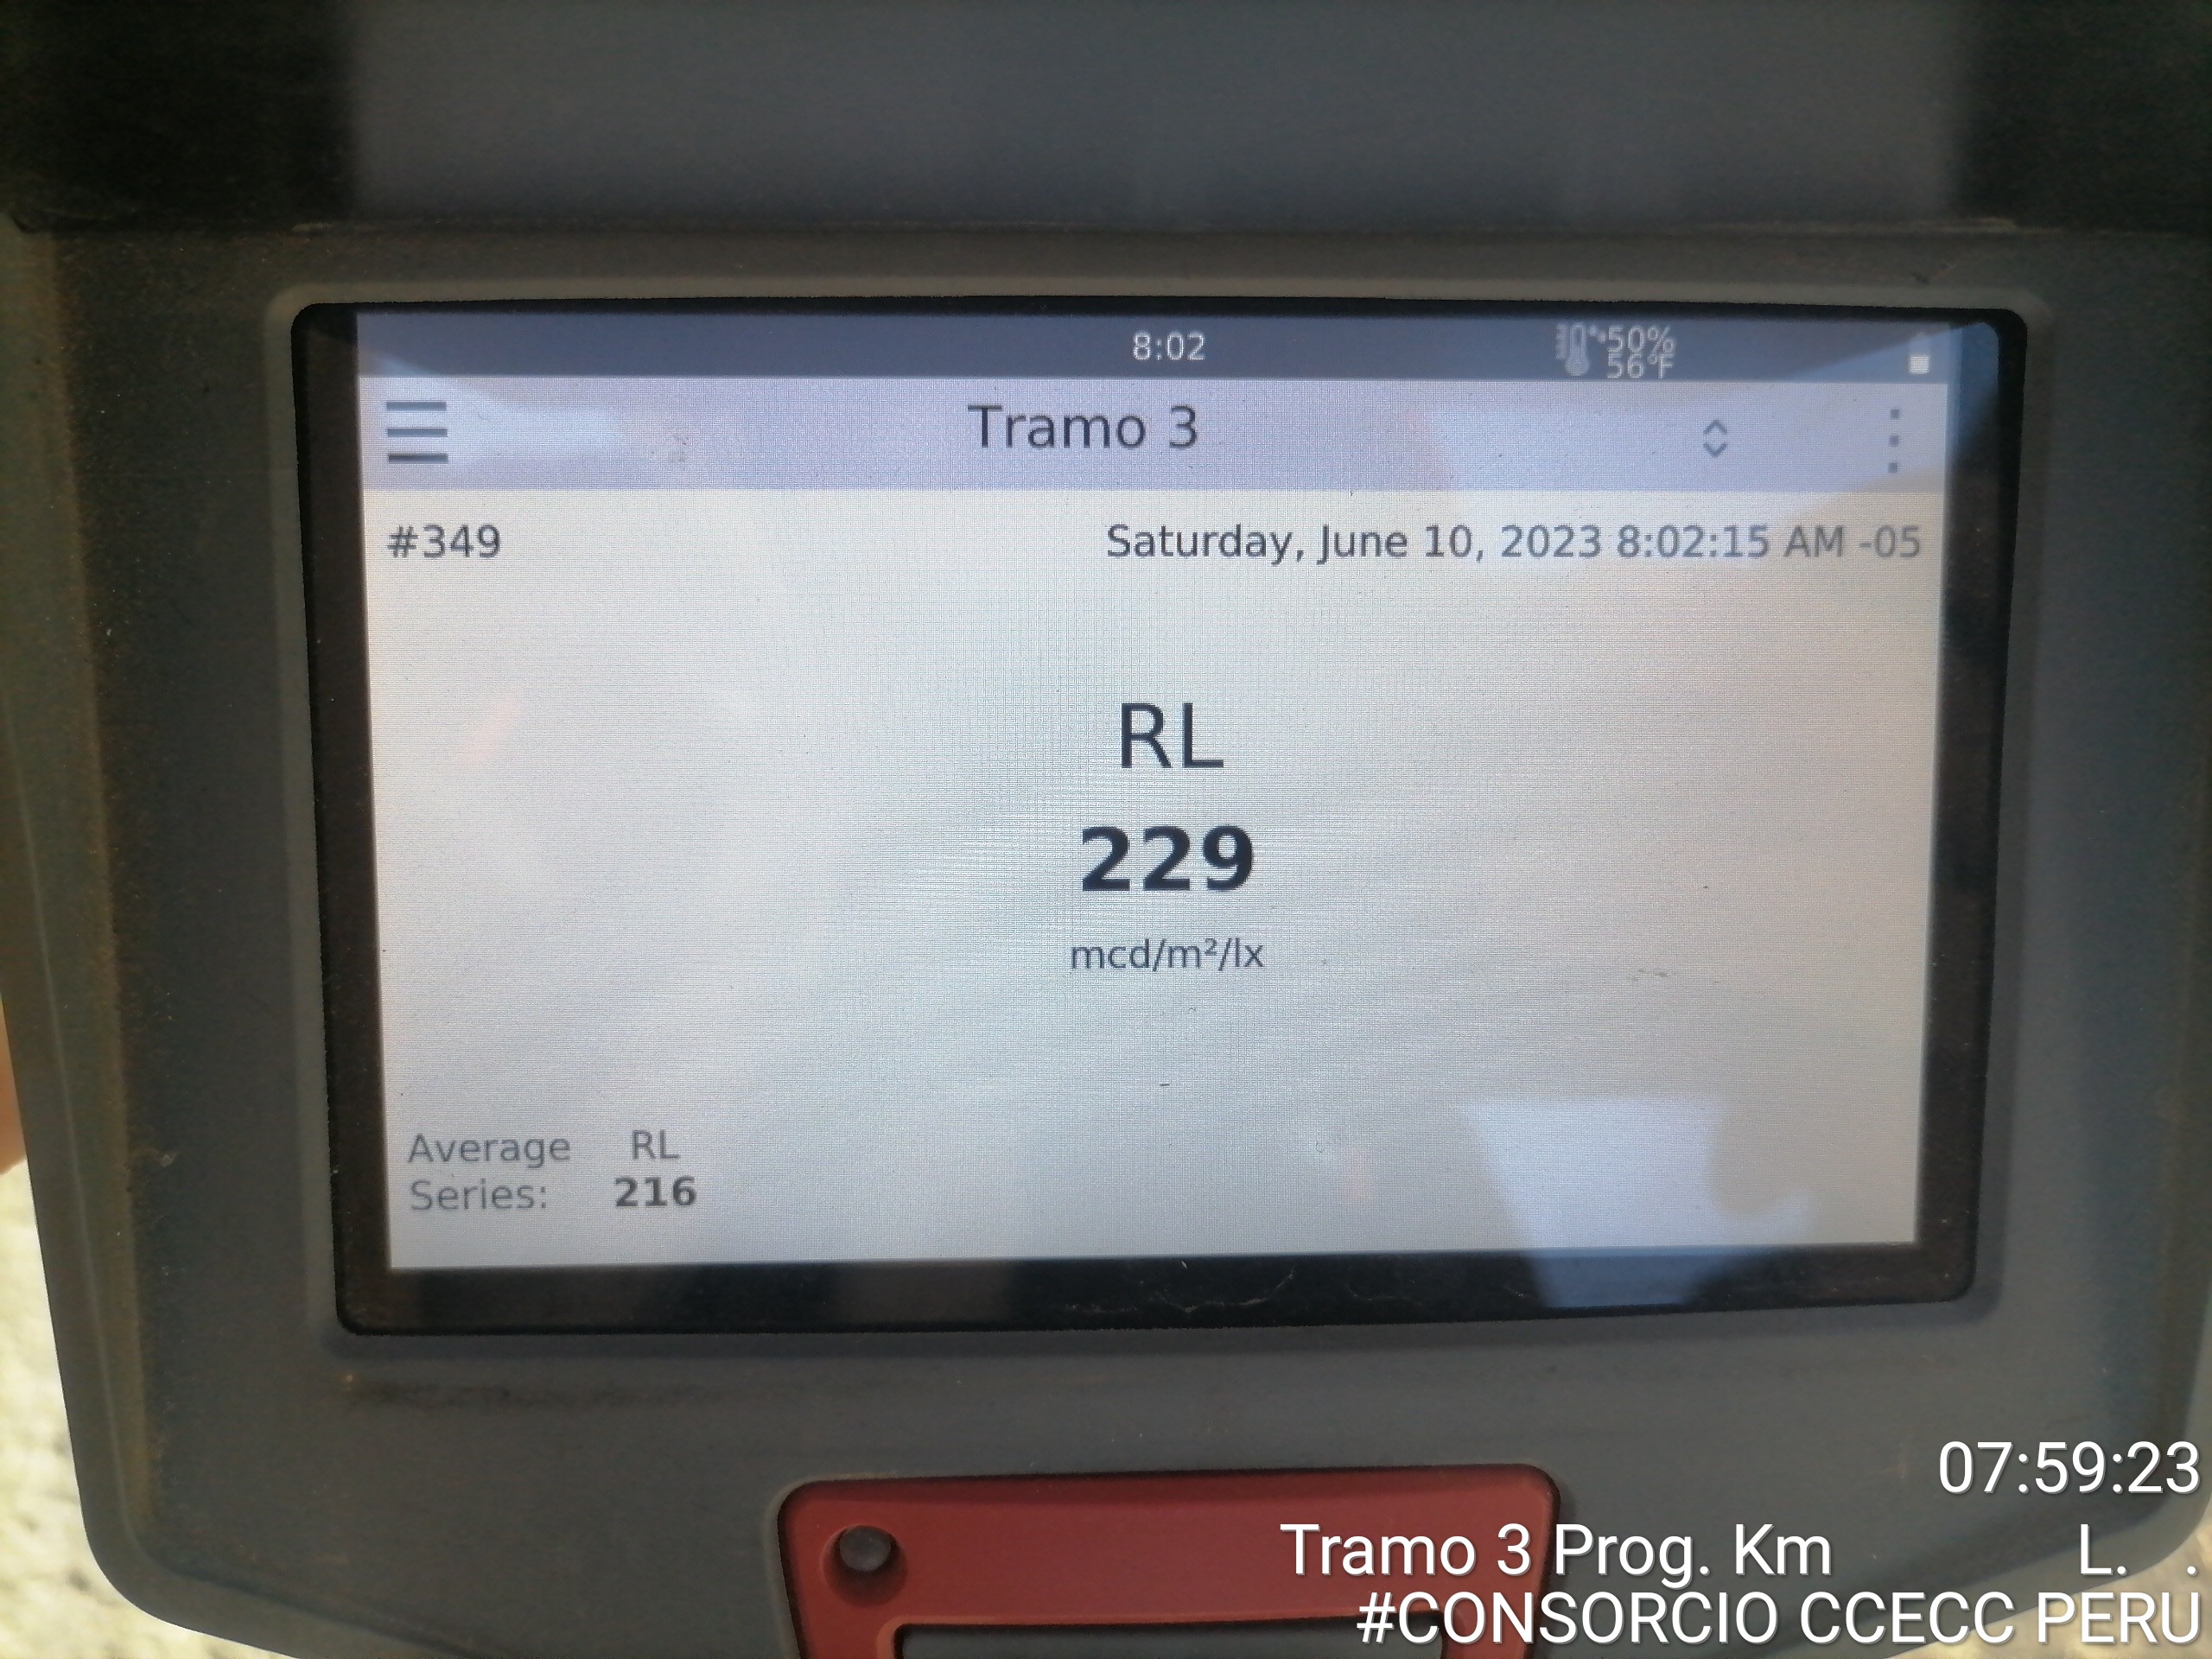 8:02
50%
56°F
Tramo 3
#349
Saturday, June 10, 2023 8:02:15 AM -05
RL
229
mcd/m²/lx
Average RL
Series: 216
07:59:23
Tramo 3 Prog. Km L. .
#CONSORCIO CCECC PERU